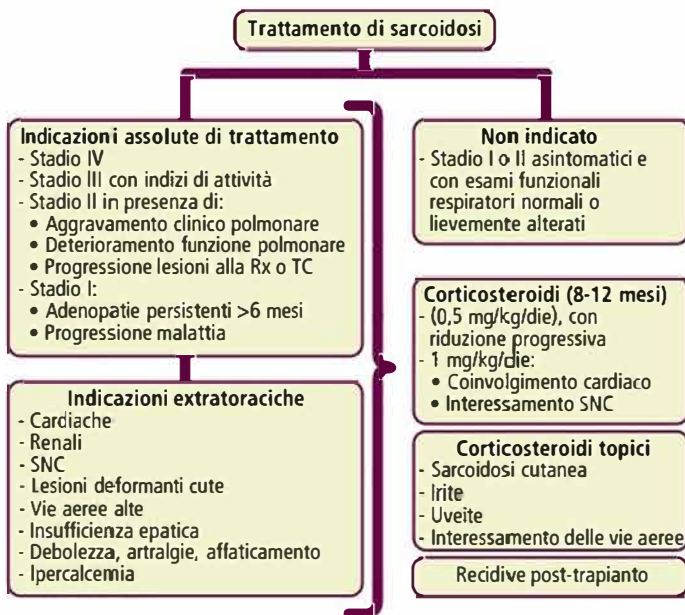 Trattamento di sarcoidosi
Indicazioni assolute di trattamento
- Stadio IV
- Stadio III con indizi di attività
- Stadio II in presenza di:
• Aggravamento clinico polmonare
• Deterioramento funzione polmonare
• Progressione lesioni alla Rx o TC
- Stadio I:
• Adenopatie persistenti >6 mesi
• Progressione malattia
Indicazioni extratoraciche
- Cardiache
- Renali
- SNC
- Lesioni deformanti cute
- Vie aeree alte
- Insufficienza epatica
- Debolezza, artralgie, affaticamento
- Ipercalcemia
Non indicato
- Stadio I o II asintomatici e
con esami funzionali
respiratori normali o
lievemente alterati
Corticosteroidi (8-12 mesi)
- (0,5 mg/kg/die), con
riduzione progressiva
- 1 mg/kg/die:
• Coinvolgimento cardiaco
• Interessamento SNC
Corticosteroidi topici
- Sarcoidosi cutanea
- Irite
- Uveite
- Interessamento delle vie aeree
Recidive post-trapianto